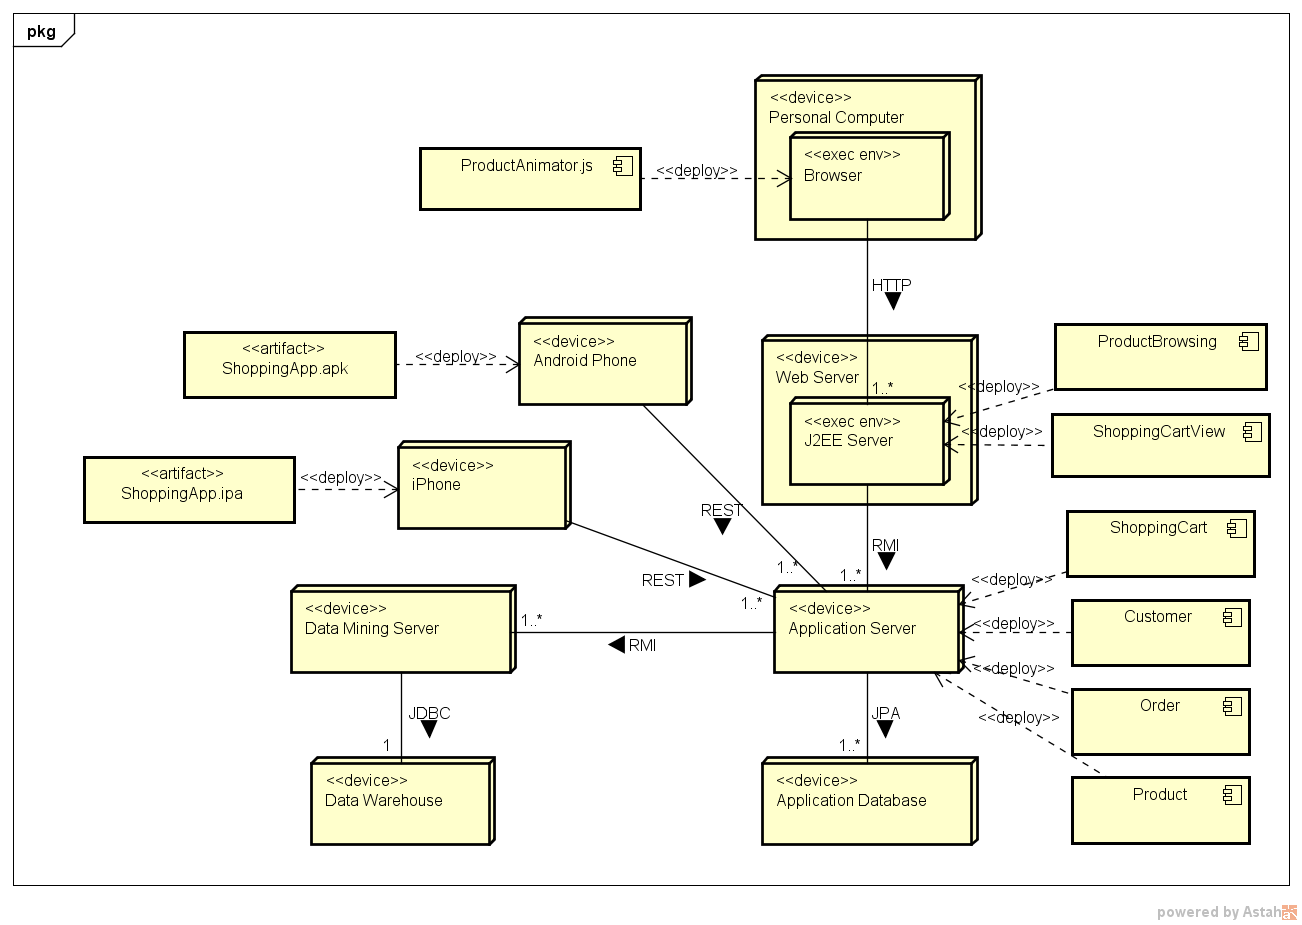 pkg
<<device>>
Personal Computer
<<exec env>>
Browser
ProductAnimator.js
<<deploy>>
HTTP
<<device>>
Android Phone
<<artifact>>
ShoppingApp.apk
<<deploy>>
<<device>>
Web Server
1..*
<<exec env>>
J2EE Server
ProductBrowsing
<<deploy>>
ShoppingCartView
<<deploy>>
<<artifact>>
ShoppingApp.ipa
<<deploy>>
<<device>>
iPhone
REST
1..*
REST
1..*
RMI
1..*
ShoppingCart
<<deploy>>
<<device>>
Data Mining Server
1..*
RMI
<<device>>
Application Server
Customer
<<deploy>>
Order
<<deploy>>
Product
<<deploy>>
JDBC
1
JPA
1..*
<<device>>
Data Warehouse
<<device>>
Application Database
powered by Astah